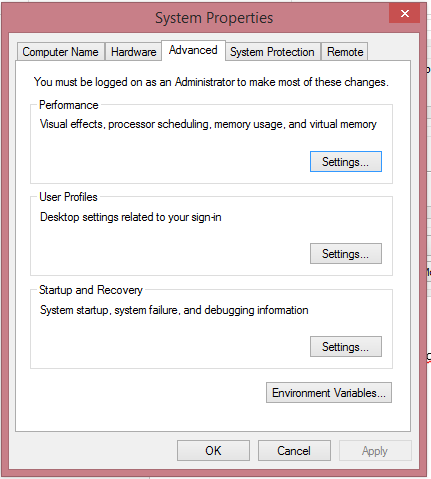 System Properties
Computer Name Hardware Advanced System Protection Remote
You must be logged on as an Administrator to make most of these changes.
Performance
Visual effects, processor scheduling, memory usage, and virtual memory
Settings...
User Profiles
Desktop settings related to your sign-in
Settings...
Startup and Recovery
System startup, system failure, and debugging information
Settings...
Environment Variables...
OK Cancel Apply